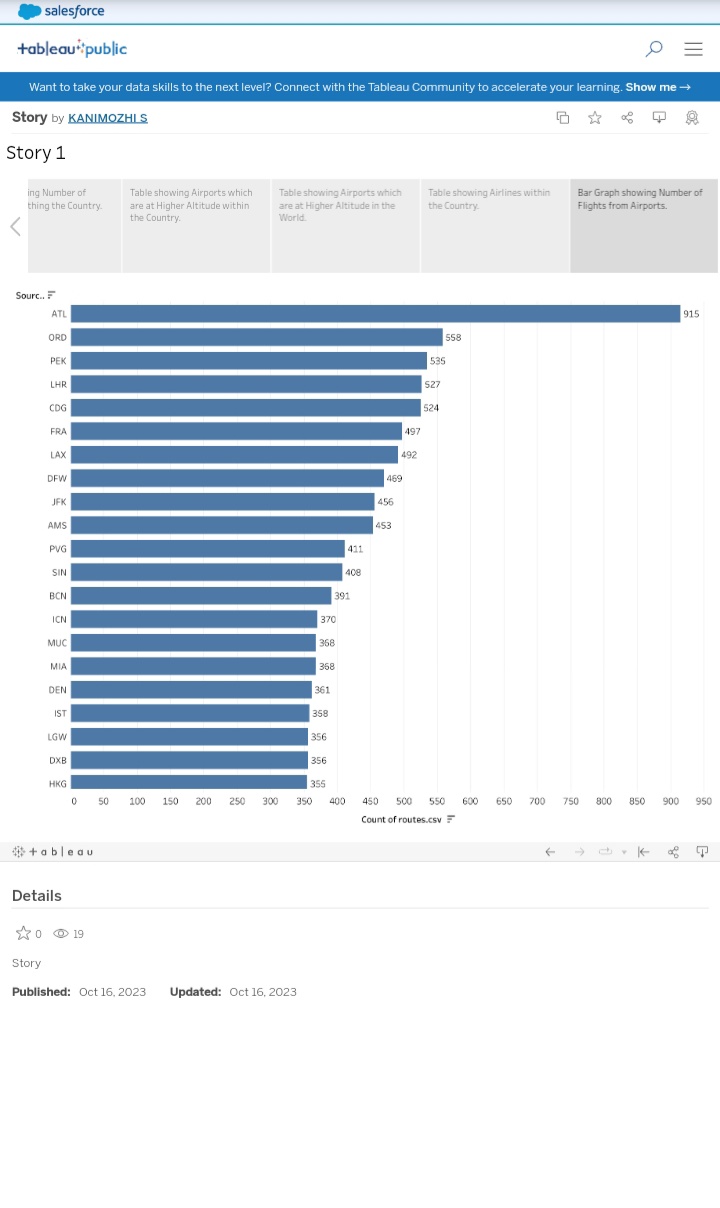 salesforce
+ableau public
Want to take your data skills to the next level? Connect with the Tableau Community to accelerate your learning. Show me →
Story by KANIMOZHI S
Story 1
ing Number of
thing the Country.
Table showing Airports which
are at Higher Altitude within
the Country.
Table showing Airports which
are at Higher Altitude in the
World.
Table showing Airlines within
the Country.
Bar Graph showing Number of
Flights from Airports.
Sourc..
ATL 915
ORD 558
PEK 535
LHR 527
CDG 524
FRA 497
LAX 492
DFW 469
JFK 456
AMS 453
PVG 411
SIN 408
BCN 391
ICN 370
MUC 368
MIA 368
DEN 361
IST 358
LGW 356
DXB 356
HKG 355
0 50 100 150 200 250 300 350 400 450 500 550 600 650 700 750 800 850 900 950
Count of routes.csv
+ableau
Details
0 19
Story
Published: Oct 16, 2023 Updated: Oct 16, 2023